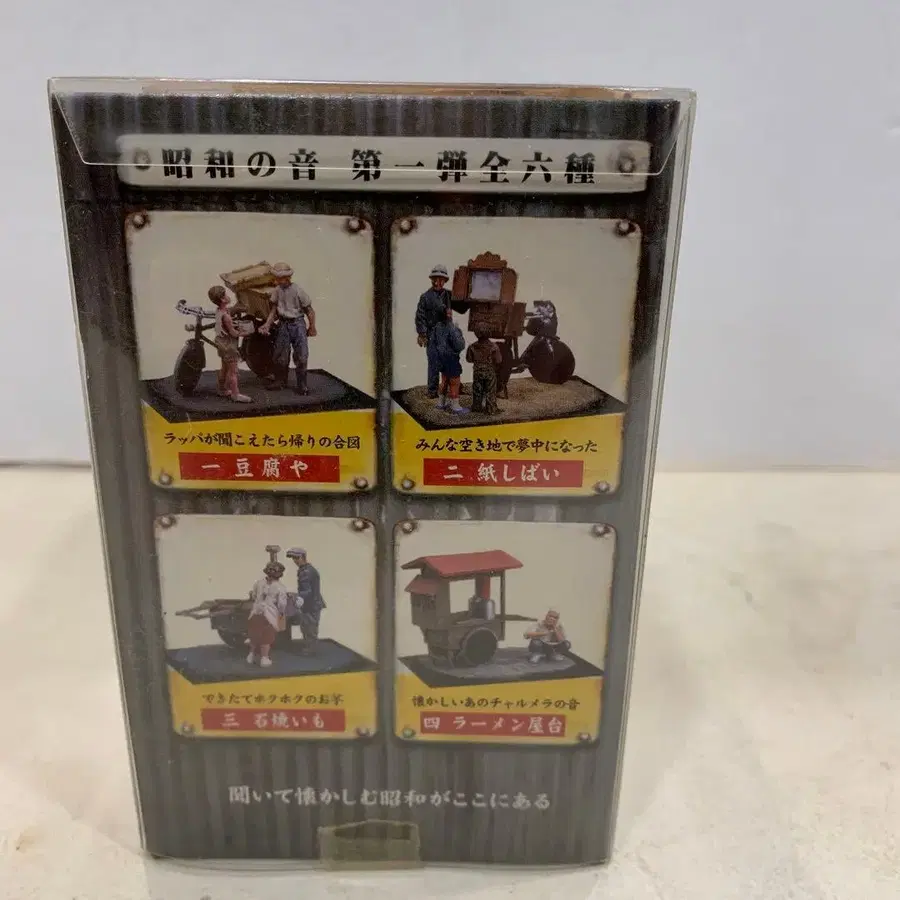 昭和の音 第一弾全六種
ラッパが聞こえたら帰りの合図
一 豆腐や
みんな空き地で夢中になった
二 紙しばい
できたてホクホクのお芋
三 石焼いも
懐かしいあのチャルメラの音
四 ラーメン屋台
聞いて懐かしむ昭和がここにある